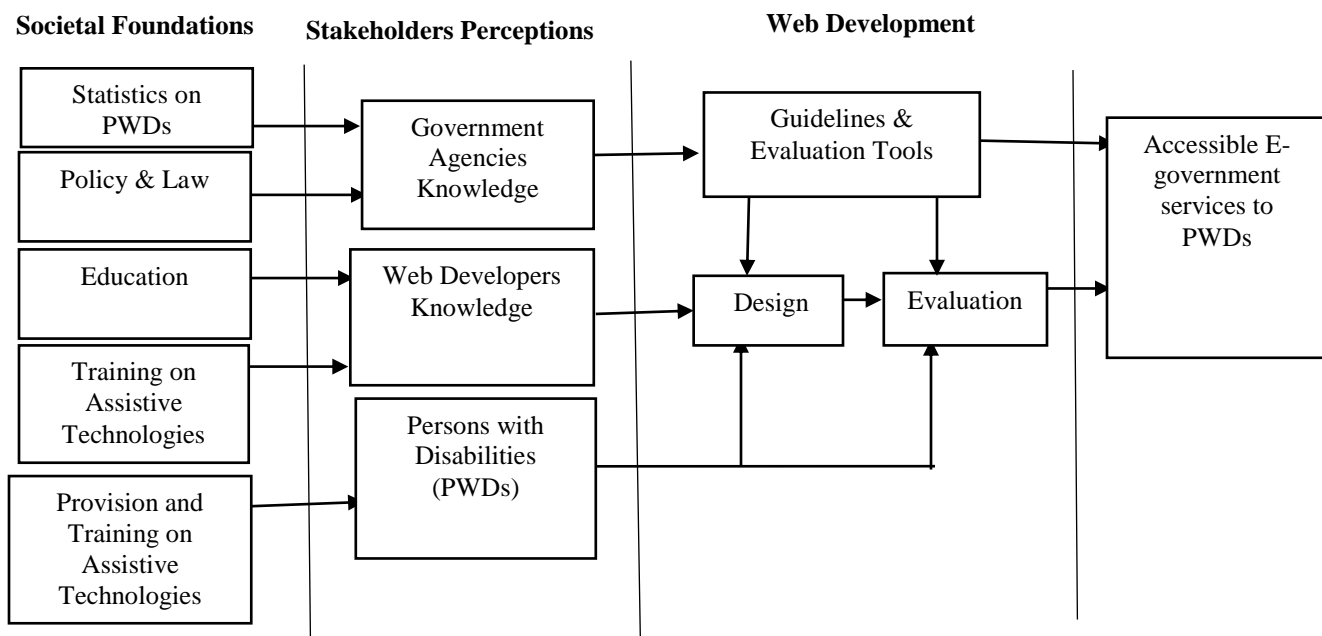 Societal Foundations
Stakeholders Perceptions
Web Development
Statistics on
PWDs
Policy & Law
Education
Training on
Assistive
Technologies
Provision and
Training on
Assistive
Technologies
Government
Agencies
Knowledge
Web Developers
Knowledge
Persons with
Disabilities
(PWDs)
Guidelines &
Evaluation Tools
Design
Evaluation
Accessible E-
government
services to
PWDs